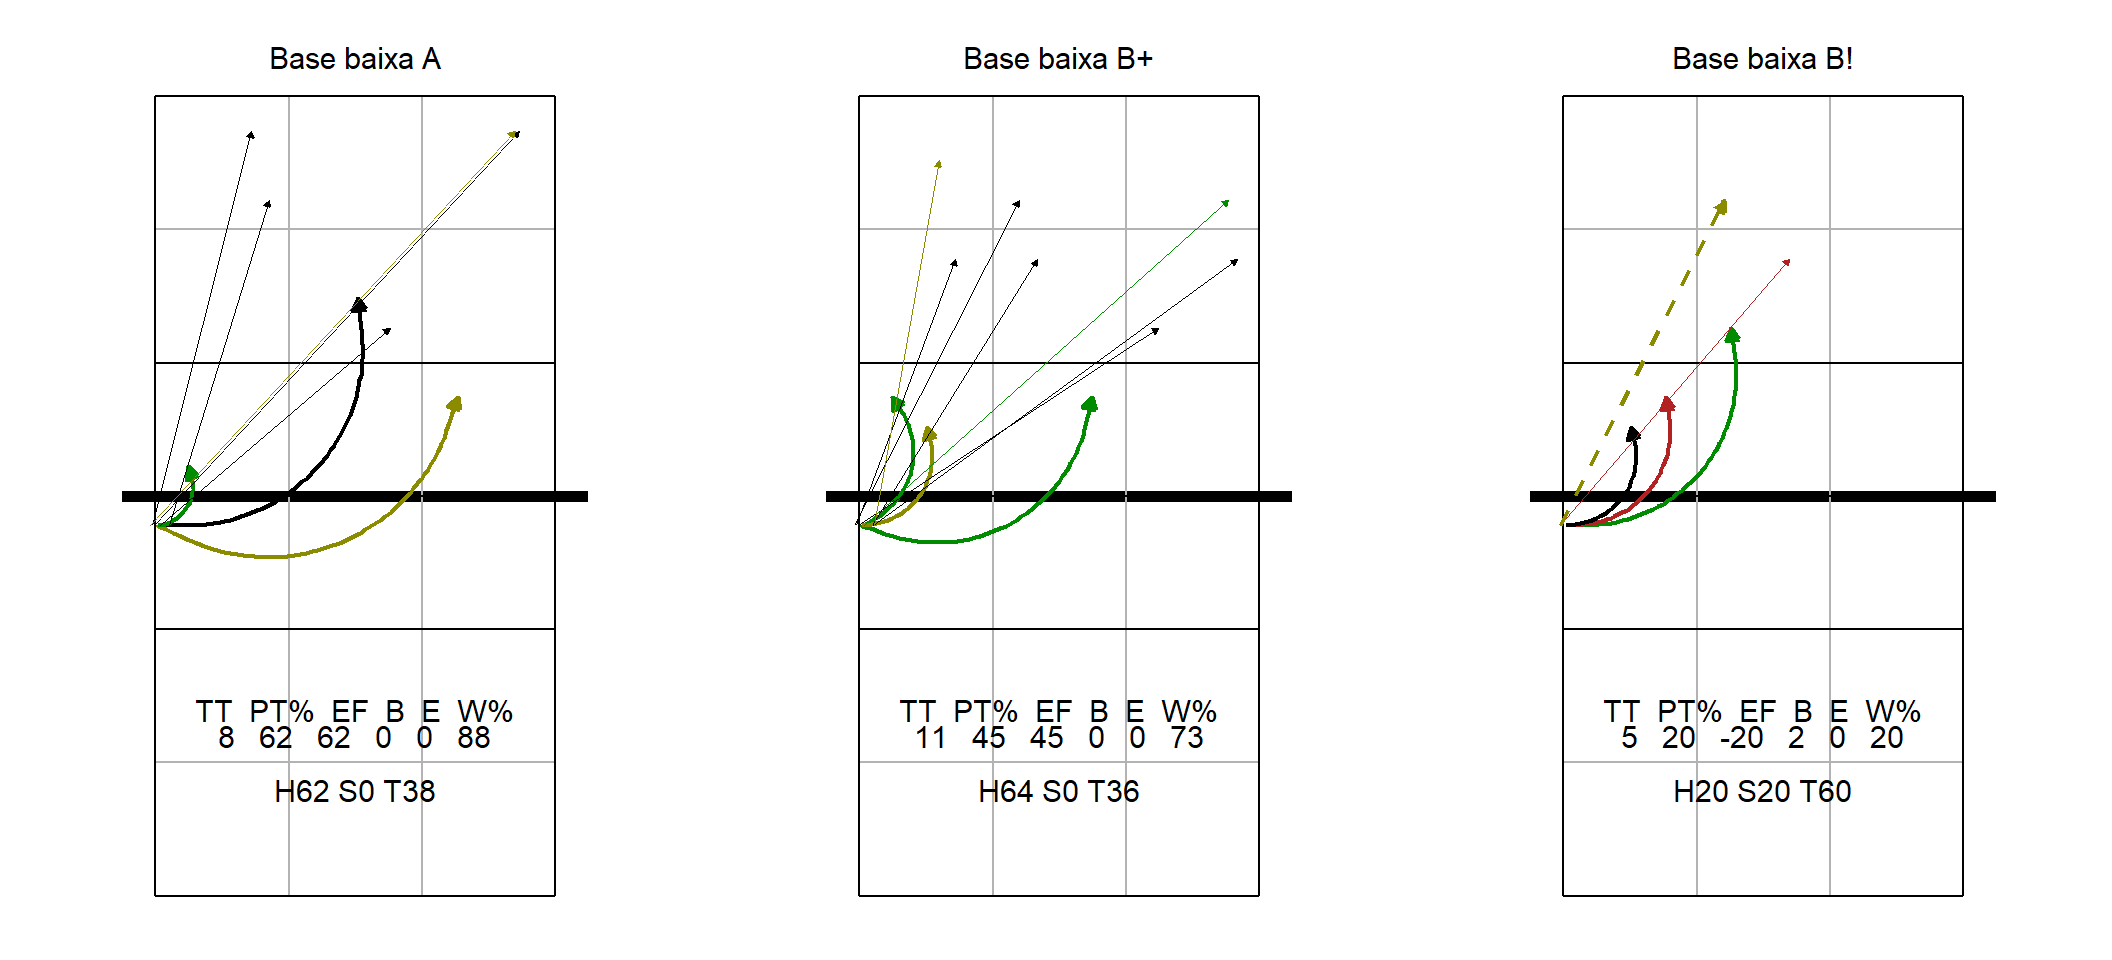 Base baixa A
TT PT% EF B E W%
8 62 62 0 0 88
H62 S0 T38
Base baixa B+
TT PT% EF B E W%
11 45 45 0 0 73
H64 S0 T36
Base baixa B!
TT PT% EF B E W%
5 20 -20 2 0 20
H20 S20 T60